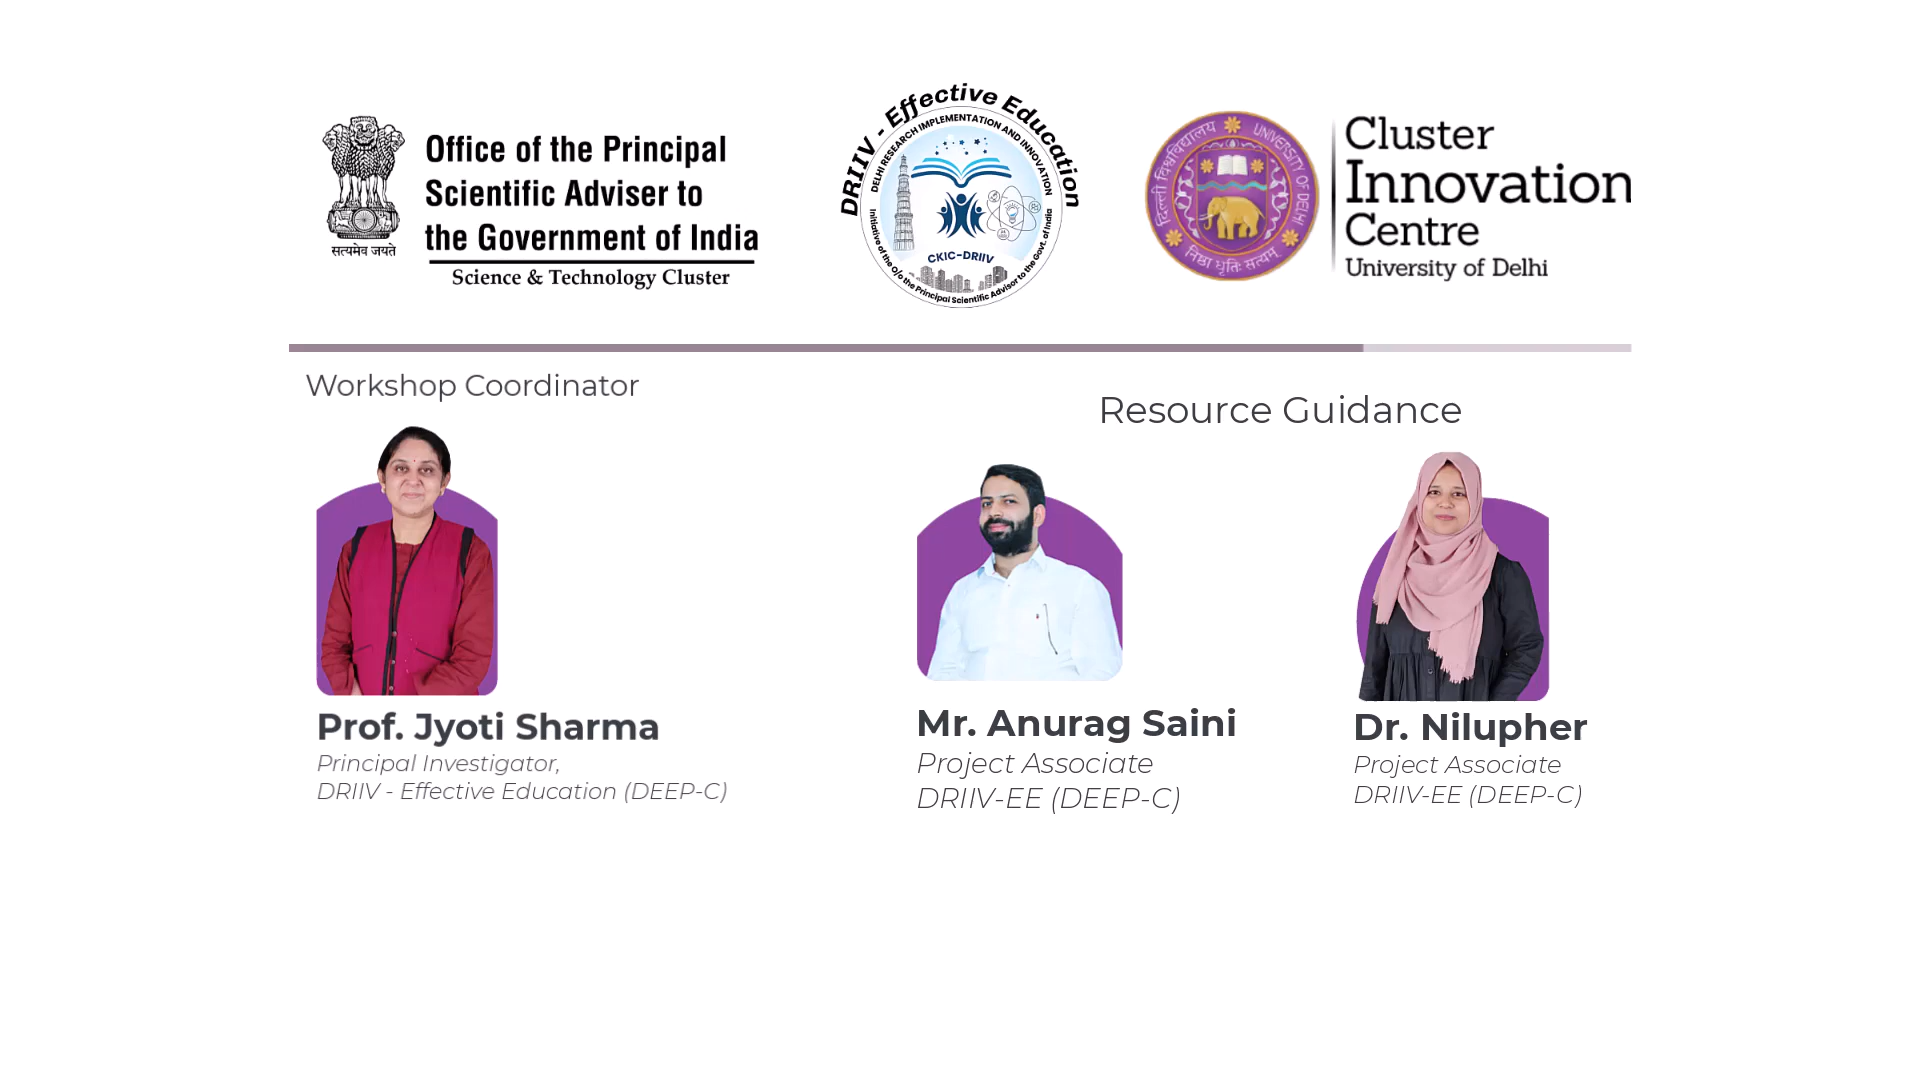 सत्यमेव जयते
Office of the Principal
Scientific Adviser to
the Government of India
Science & Technology Cluster
DRIIV - Effective Education
DELHI RESEARCH IMPLEMENTATION AND INNOVATION
CKIC-DRIIV
Initiative of the O/o the Principal Scientific Advisor to the Govt. of India
दिल्ली विश्वविद्यालय
UNIVERSITY OF DELHI
निष्ठा धृतिः सत्यम्
Cluster
Innovation
Centre
University of Delhi
Workshop Coordinator
Resource Guidance
Prof. Jyoti Sharma
Principal Investigator,
DRIIV - Effective Education (DEEP-C)
Mr. Anurag Saini
Project Associate
DRIIV-EE (DEEP-C)
Dr. Nilupher
Project Associate
DRIIV-EE (DEEP-C)